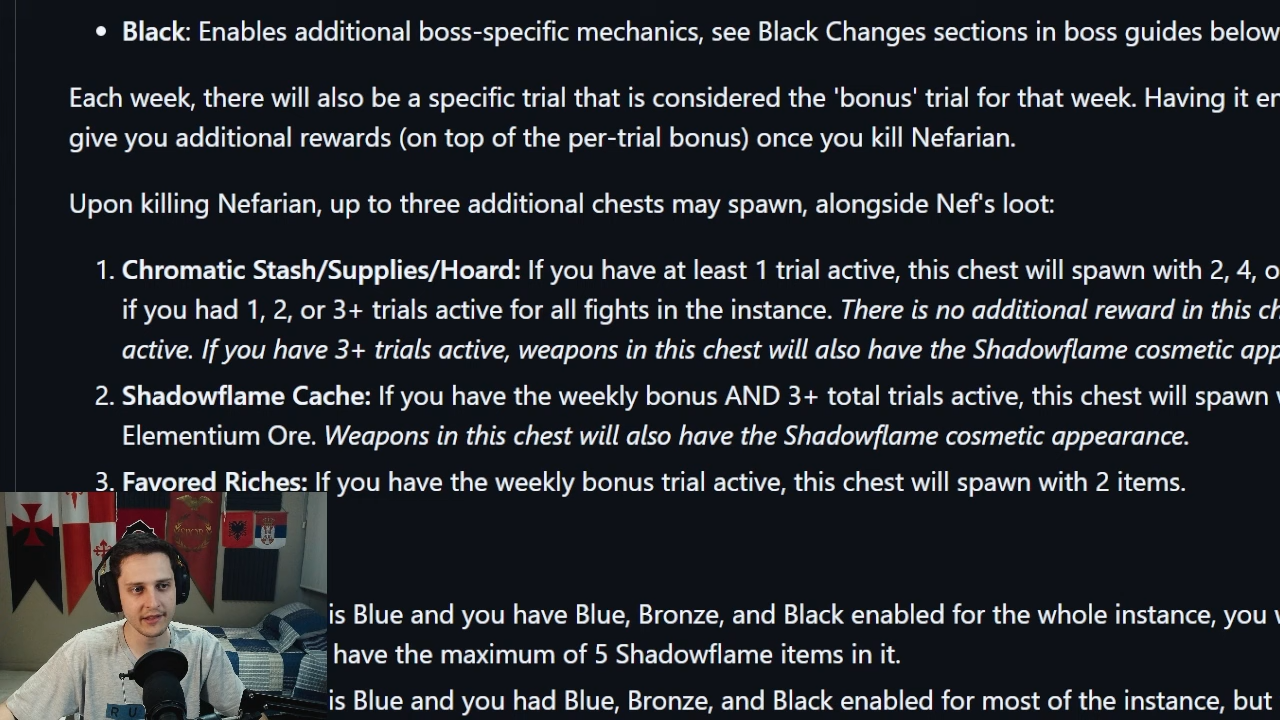 Black: Enables additional boss-specific mechanics, see Black Changes sections in boss guides below
Each week, there will also be a specific trial that is considered the 'bonus' trial for that week. Having it
give you additional rewards (on top of the per-trial bonus) once you kill Nefarian.
Upon killing Nefarian, up to three additional chests may spawn, alongside Nef's loot:
1. Chromatic Stash/Supplies/Hoard: If you have at least 1 trial active, this chest will spawn with 2, 4,
if you had 1, 2, or 3+ trials active for all fights in the instance. There is no additional reward in this
active. If you have 3+ trials active, weapons in this chest will also have the Shadowflame cosmetic
2. Shadowflame Cache: If you have the weekly bonus AND 3+ total trials active, this chest will spawn
Elementium Ore. Weapons in this chest will also have the Shadowflame cosmetic appearance.
3. Favored Riches: If you have the weekly bonus trial active, this chest will spawn with 2 items.
is Blue and you have Blue, Bronze, and Black enabled for the whole instance, you
have the maximum of 5 Shadowflame items in it.
is Blue and you had Blue, Bronze, and Black enabled for most of the instance, but